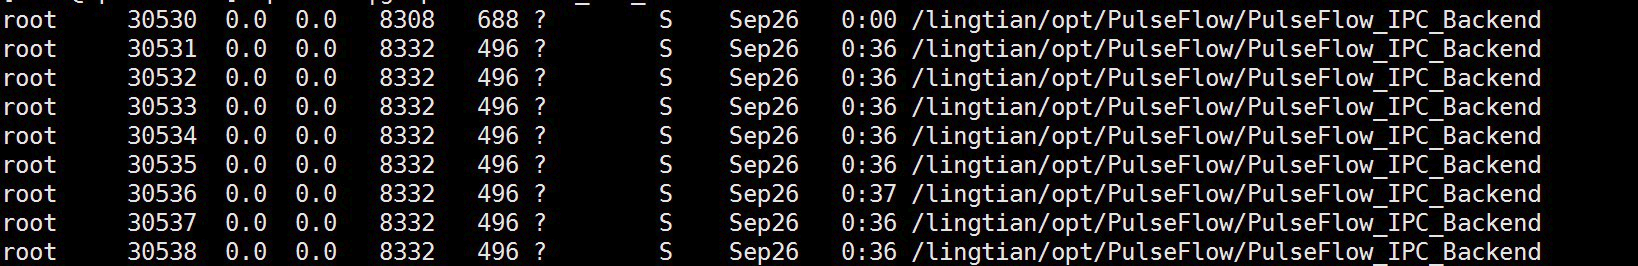 root 30530 0.0 0.0 8308 688 ? S Sep26 0:00 /lingtian/opt/PulseFlow/PulseFlow_IPC_Backend
root 30531 0.0 0.0 8332 496 ? S Sep26 0:36 /lingtian/opt/PulseFlow/PulseFlow_IPC_Backend
root 30532 0.0 0.0 8332 496 ? S Sep26 0:36 /lingtian/opt/PulseFlow/PulseFlow_IPC_Backend
root 30533 0.0 0.0 8332 496 ? S Sep26 0:36 /lingtian/opt/PulseFlow/PulseFlow_IPC_Backend
root 30534 0.0 0.0 8332 496 ? S Sep26 0:36 /lingtian/opt/PulseFlow/PulseFlow_IPC_Backend
root 30535 0.0 0.0 8332 496 ? S Sep26 0:36 /lingtian/opt/PulseFlow/PulseFlow_IPC_Backend
root 30536 0.0 0.0 8332 496 ? S Sep26 0:37 /lingtian/opt/PulseFlow/PulseFlow_IPC_Backend
root 30537 0.0 0.0 8332 496 ? S Sep26 0:36 /lingtian/opt/PulseFlow/PulseFlow_IPC_Backend
root 30538 0.0 0.0 8332 496 ? S Sep26 0:36 /lingtian/opt/PulseFlow/PulseFlow_IPC_Backend